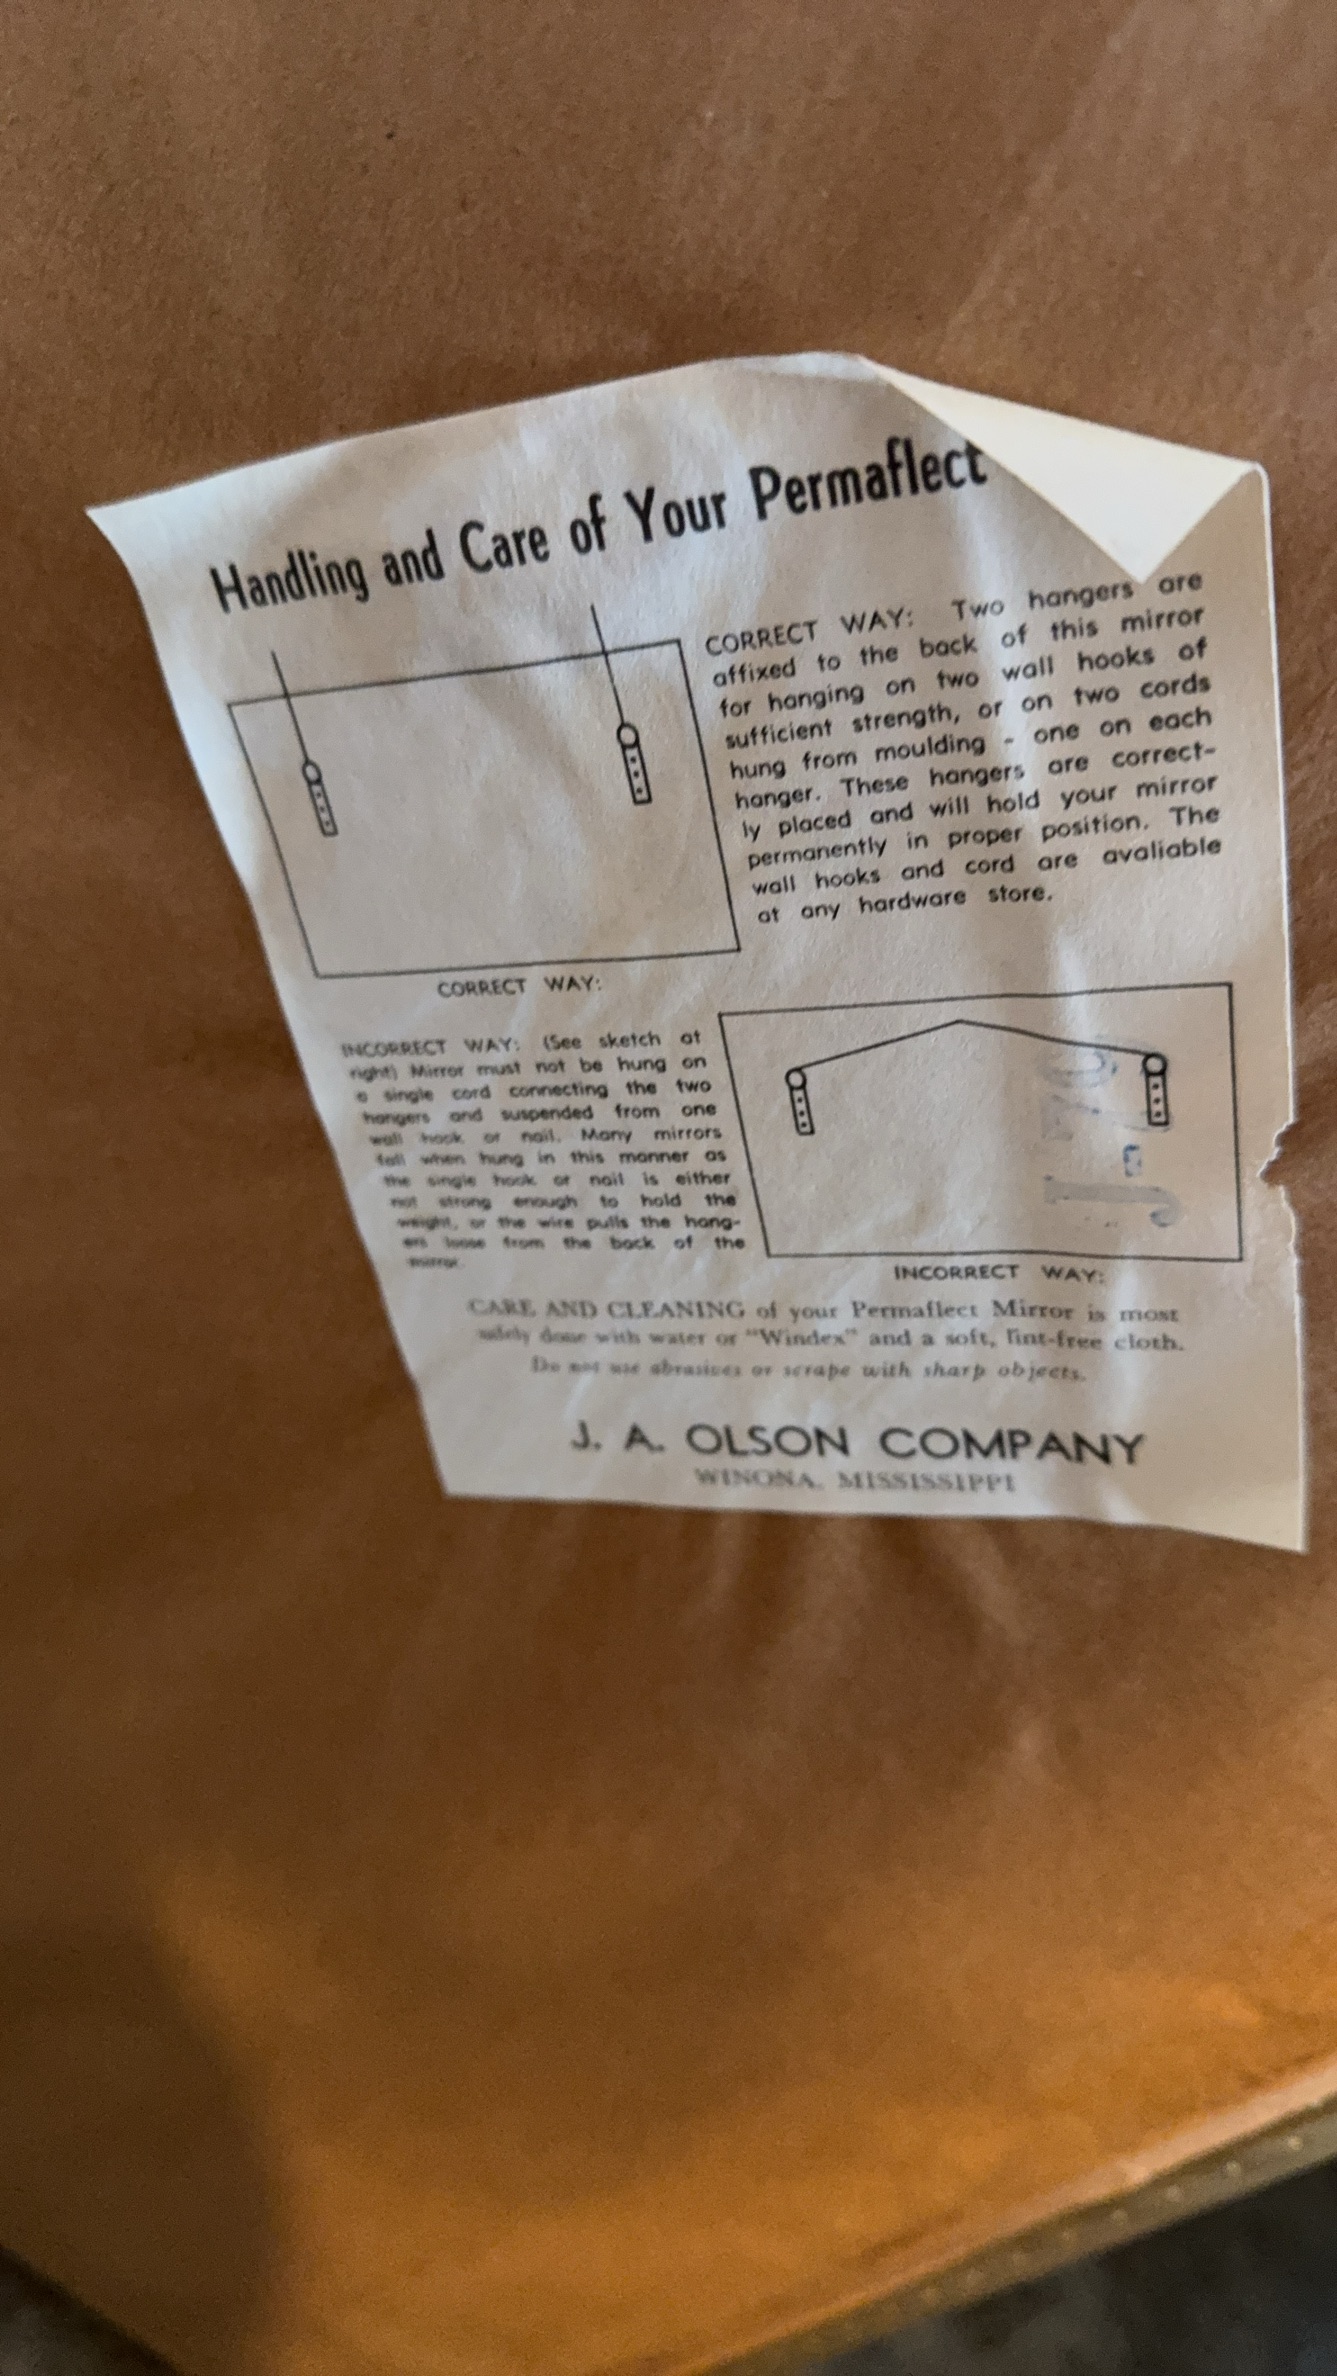 Handling and Care of Your Permaflect
CORRECT WAY: Two hangers are
affixed to the back of this mirror
for hanging on two wall hooks of
sufficient strength, or on two cords
hung from moulding - one on each
hanger. These hangers are correct-
ly placed and will hold your mirror
permanently in proper position. The
wall hooks and cord are avaliable
at any hardware store.
CORRECT WAY:
INCORRECT WAY: (See sketch at
right) Mirror must not be hung on
a single cord connecting the two
hangers and suspended from one
wall hook or nail. Many mirrors
fall when hung in this manner as
the single hook or nail is either
not strong enough to hold the
weight, or the wire pulls the hang-
ers loose from the back of the
mirror.
INCORRECT WAY:
CARE AND CLEANING of your Permaflect Mirror is most
safely done with water or "Windex" and a soft, lint-free cloth.
Do not use abrasives or scrape with sharp objects.
J. A. OLSON COMPANY
WINONA, MISSISSIPPI